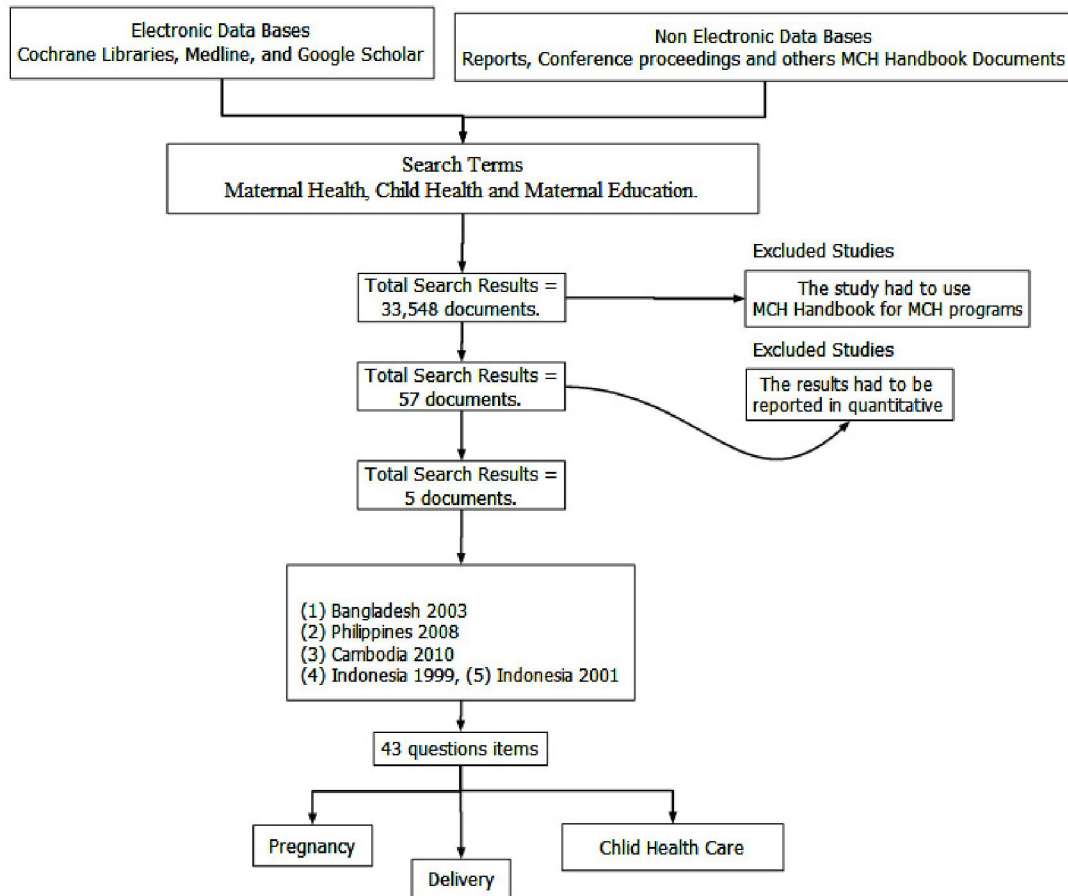 Electronic Data Bases
Cochrane Libraries, Medline, and Google Scholar
Non Electronic Data Bases
Reports, Conference proceedings and others MCH Handbook Documents
Search Terms
Maternal Health, Child Health and Maternal Education.
Total Search Results =
33,548 documents.
Excluded Studies
The study had to use
MCH Handbook for MCH programs
Total Search Results =
57 documents.
Excluded Studies
The results had to be
reported in quantitative
Total Search Results =
5 documents.
(1) Bangladesh 2003
(2) Philippines 2008
(3) Cambodia 2010
(4) Indonesia 1999, (5) Indonesia 2001
43 questions items
Pregnancy
Delivery
Chlid Health Care